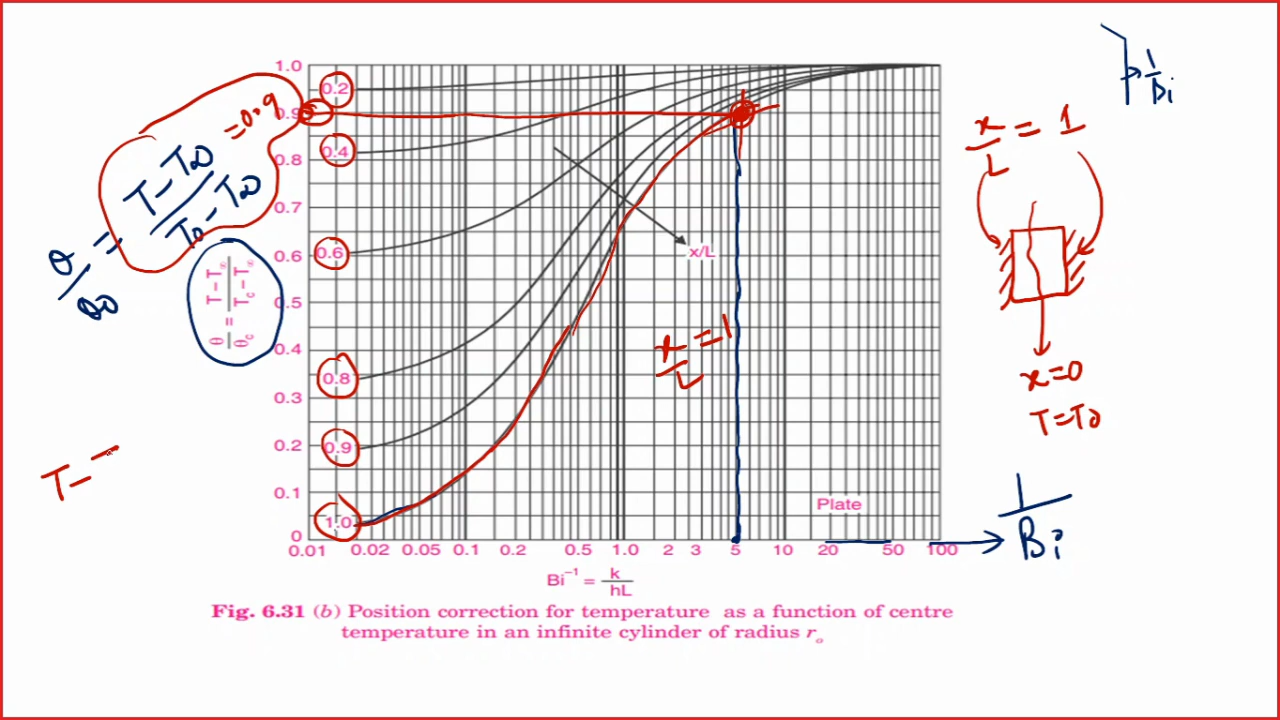 1.0
0.9
0.8
0.7
0.6
0.5
0.4
0.3
0.2
0.1
0
0.2
0.4
0.6
0.8
0.9
1.0
0.01 0.02 0.05 0.1 0.2 0.5 1.0 2 3 5 10 20 50 100
Bi⁻¹ = k/hL
θ/θc = T – T∞/Tc – T∞
θ/θ0 = T – T∞/T0 – T∞ = 0.9
x/L
x/L = 1
Plate
1/Bi
x/L = 1
x=0
T=T0
1/Bi
T –
Fig. 6.31 (b) Position correction for temperature as a function of centre
temperature in an infinite cylinder of radius rₒ